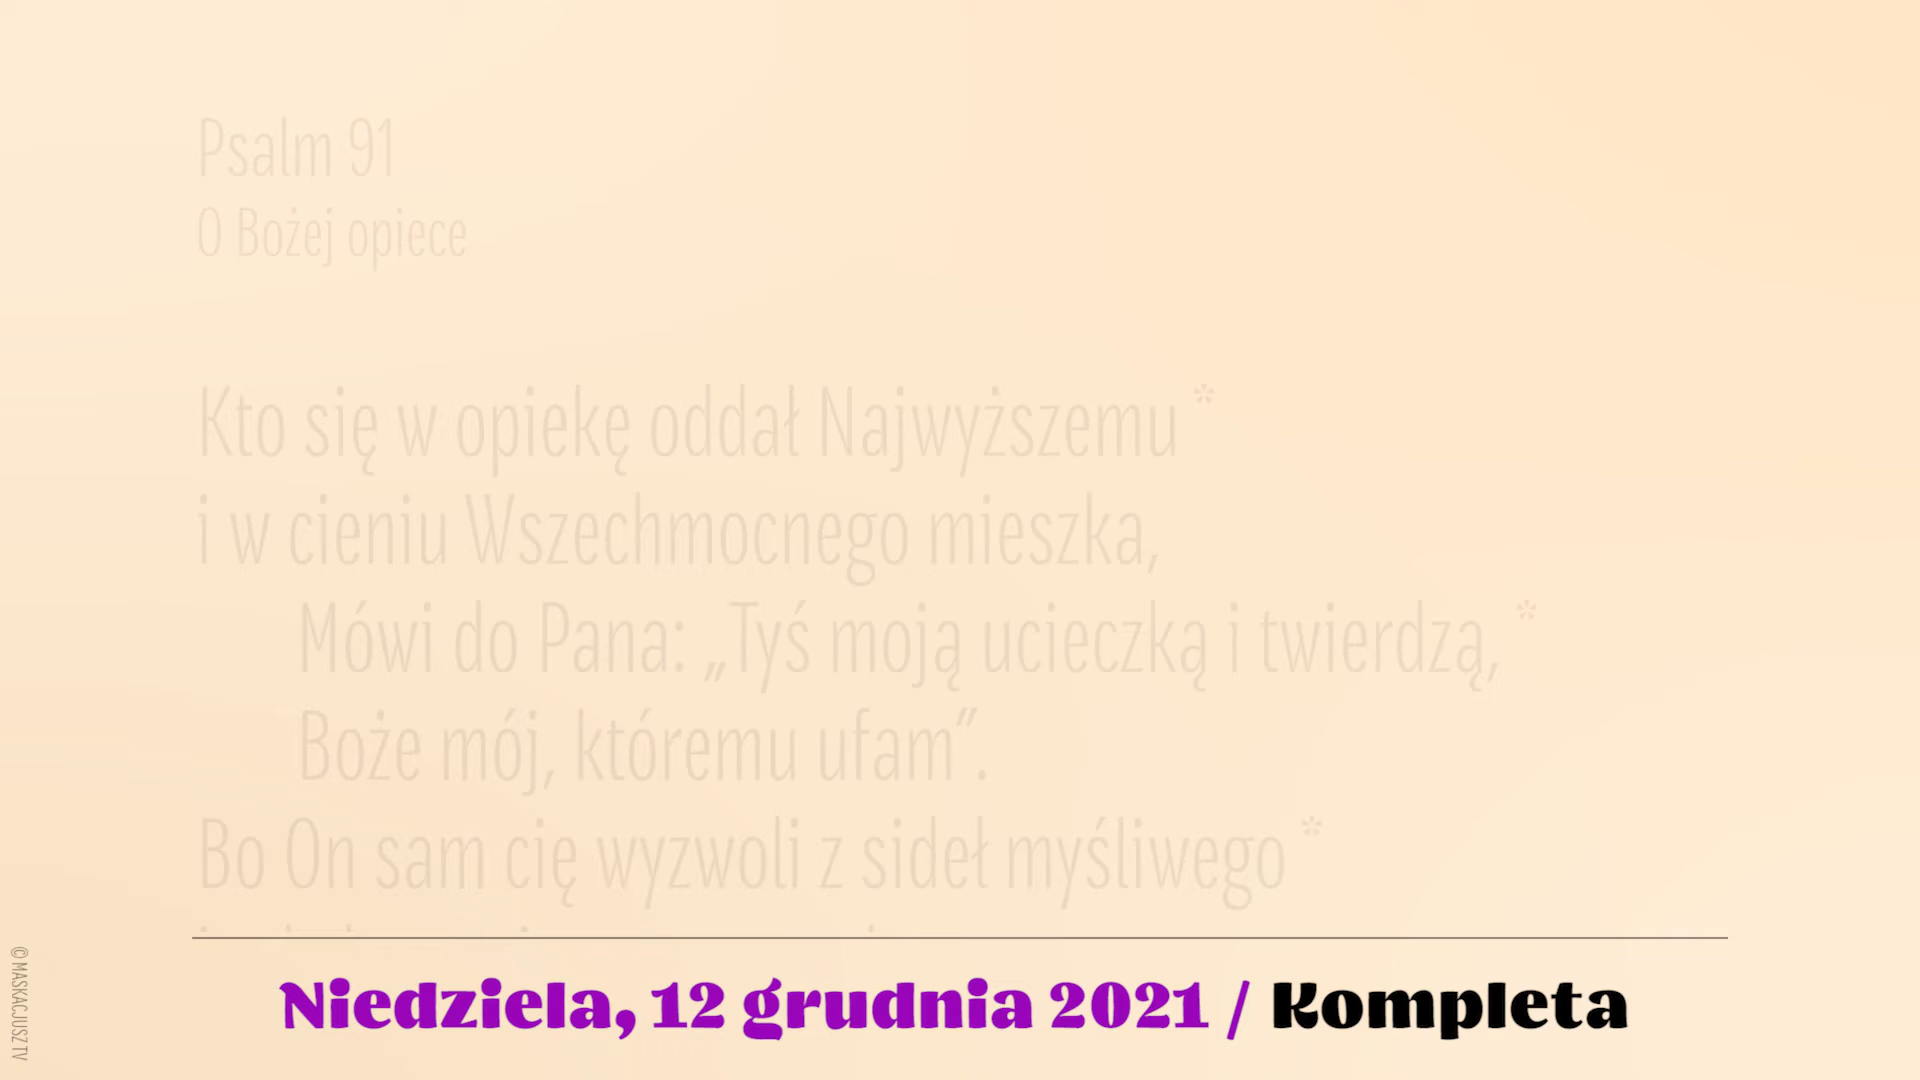 Psalm 91
O Bożej opiece
Kto się w opiekę oddał Najwyższemu *
i w cieniu Wszechmocnego mieszka,
Mówi do Pana: „Tyś moją ucieczką i twierdzą, *
Boże mój, któremu ufam”.
Bo On sam cię wyzwoli z sideł myśliwego *
Niedziela, 12 grudnia 2021 / Kompleta
© MASKACJUSZ TV